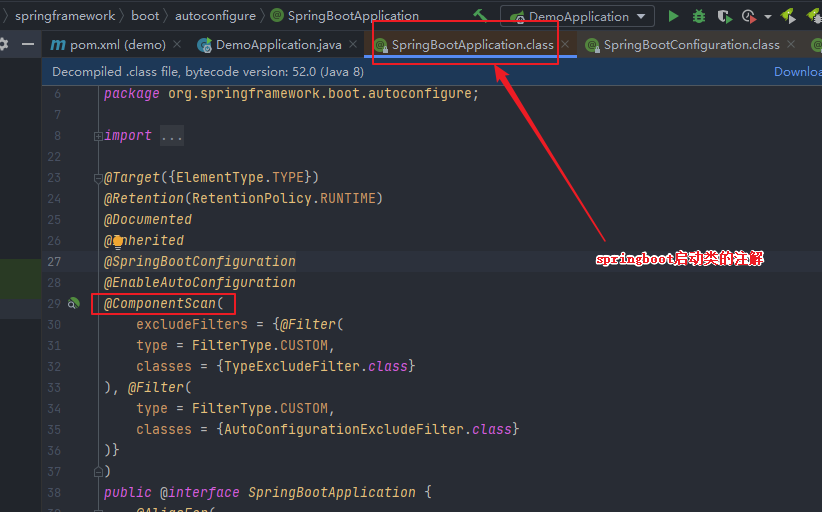 springframework › boot › autoconfigure › SpringBootApplication DemoApplication
pom.xml (demo) DemoApplication.java SpringBootApplication.class SpringBootConfiguration.class
Decompiled .class file, bytecode version: 52.0 (Java 8) Downloa
6 package org.springframework.boot.autoconfigure;
7
8 import ...
22
23 @Target({ElementType.TYPE})
24 @Retention(RetentionPolicy.RUNTIME)
25 @Documented
26 @Inherited
springboot启动类的注解
27 @SpringBootConfiguration
28 @EnableAutoConfiguration
29 @ComponentScan(
30 excludeFilters = {@Filter(
31 type = FilterType.CUSTOM,
32 classes = {TypeExcludeFilter.class}
33 ), @Filter(
34 type = FilterType.CUSTOM,
35 classes = {AutoConfigurationExcludeFilter.class}
36 )}
37 )
38 public @interface SpringBootApplication {